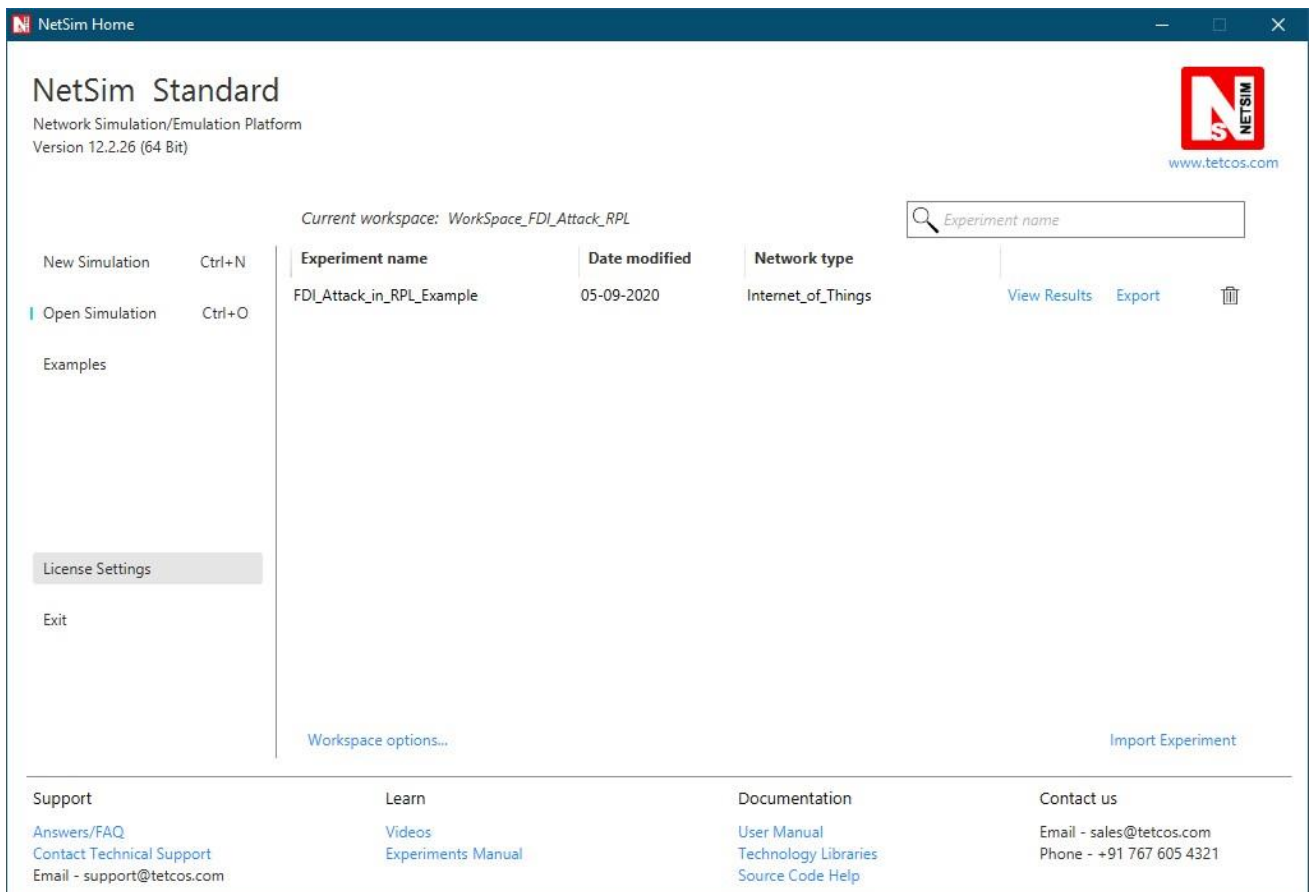 NetSim Home
NetSim Standard
Network Simulation/Emulation Platform
Version 12.2.26 (64 Bit)
NS NETSIM
www.tetcos.com
Current workspace: WorkSpace_FDI_Attack_RPL
Experiment name
New Simulation Ctrl+N
Open Simulation Ctrl+O
Examples
License Settings
Exit
Experiment name Date modified Network type
FDI_Attack_in_RPL_Example 05-09-2020 Internet_of_Things View Results Export
Workspace options...
Import Experiment
Support
Answers/FAQ
Contact Technical Support
Email - support@tetcos.com
Learn
Videos
Experiments Manual
Documentation
User Manual
Technology Libraries
Source Code Help
Contact us
Email - sales@tetcos.com
Phone - +91 767 605 4321